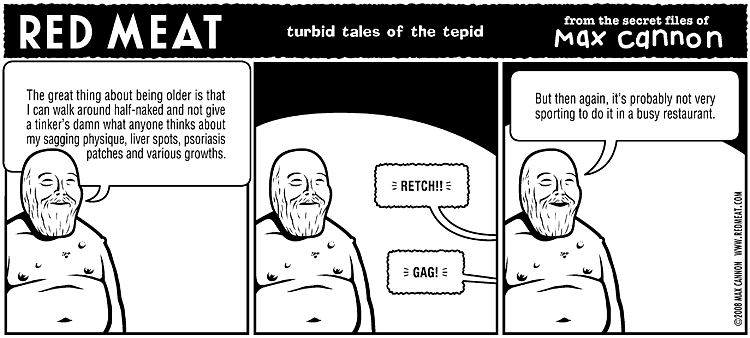 RED MEAT
turbid tales of the tepid
from the secret files of
Max cannon
The great thing about being older is that
I can walk around half-naked and not give
a tinker's damn what anyone thinks about
my sagging physique, liver spots, psoriasis
patches and various growths.
RETCH!!
GAG!
But then again, it's probably not very
sporting to do it in a busy restaurant.
©2008 MAX CANNON WWW.REDMEAT.COM